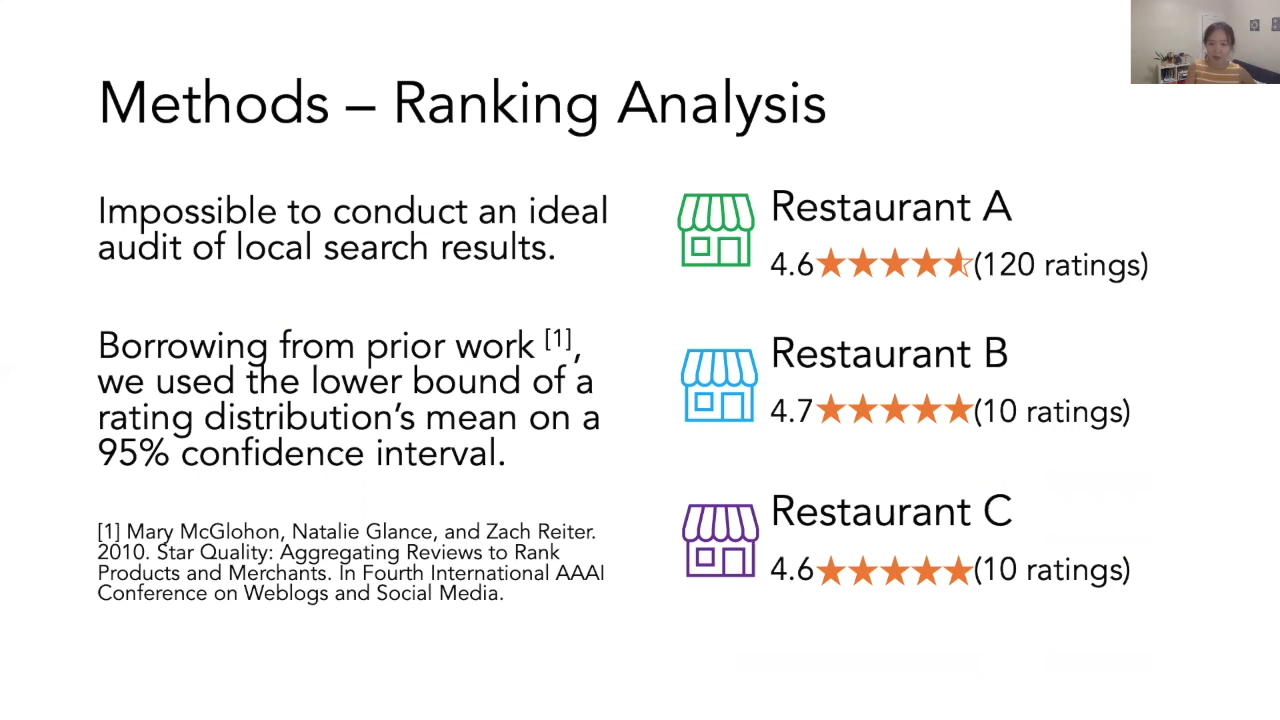 Methods – Ranking Analysis
Impossible to conduct an ideal
audit of local search results.
Borrowing from prior work [1],
we used the lower bound of a
rating distribution's mean on a
95% confidence interval.
[1] Mary McGlohon, Natalie Glance, and Zach Reiter.
2010. Star Quality: Aggregating Reviews to Rank
Products and Merchants. In Fourth International AAAI
Conference on Weblogs and Social Media.
Restaurant A
4.6★★★★⯪(120 ratings)
Restaurant B
4.7★★★★★(10 ratings)
Restaurant C
4.6★★★★★(10 ratings)